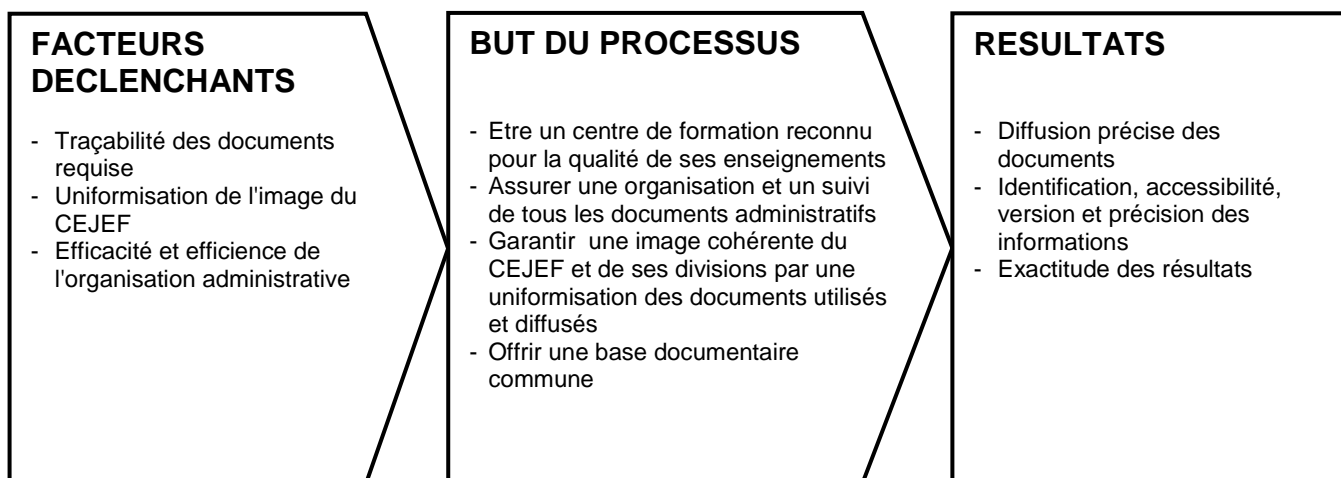 FACTEURS
DECLENCHANTS
- Traçabilité des documents
requise
- Uniformisation de l'image du
CEJEF
- Efficacité et efficience de
l'organisation administrative
BUT DU PROCESSUS
- Etre un centre de formation reconnu
pour la qualité de ses enseignements
- Assurer une organisation et un suivi
de tous les documents administratifs
- Garantir  une image cohérente du
CEJEF et de ses divisions par une
uniformisation des documents utilisés
et diffusés
- Offrir une base documentaire
commune
RESULTATS
- Diffusion précise des
documents
- Identification, accessibilité,
version et précision des
informations
- Exactitude des résultats